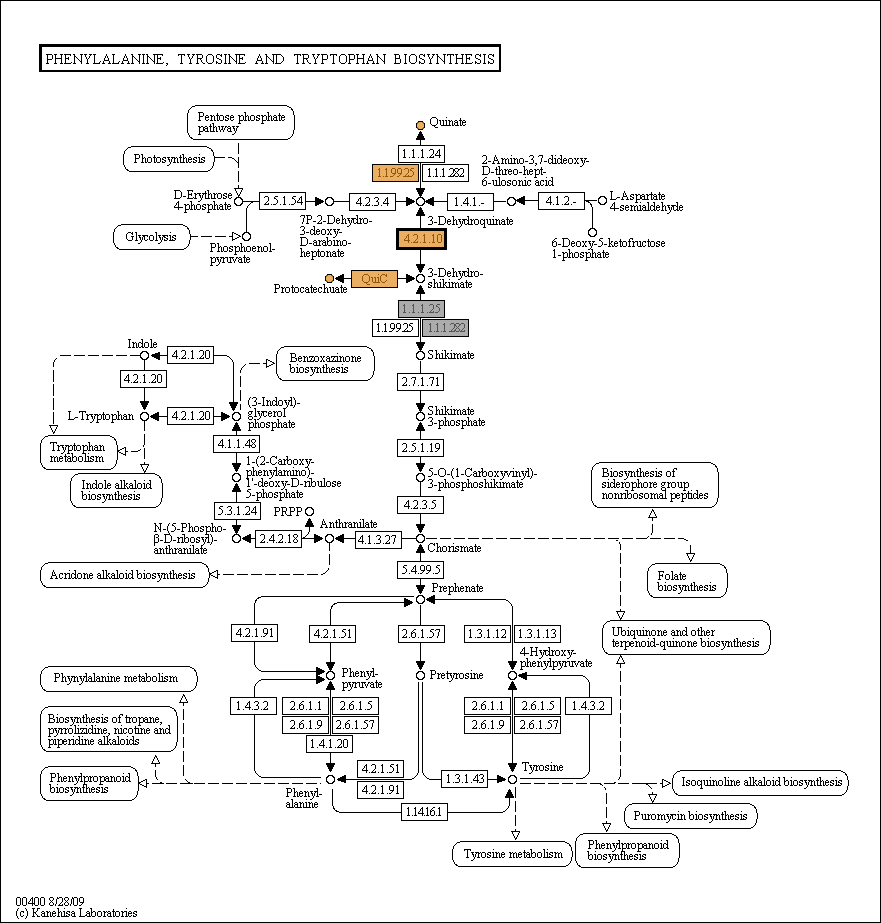 PHENYLALANINE, TYROSINE AND TRYPTOPHAN BIOSYNTHESIS
Pentose phosphate
pathway
Quinate
Photosynthesis
1.1.1.24
1.1.99.25
1.1.1.282
2-Amino-3,7-dideoxy-
D-threo-hept-
6-ulosonic acid
D-Erythrose
4-phosphate
2.5.1.54
4.2.3.4
1.4.1.-
4.1.2.-
L-Aspartate
4-semialdehyde
7P-2-Dehydro-
3-deoxy-
D-arabino-
heptonate
3-Dehydroquinate
Glycolysis
Phosphoenol-
pyruvate
4.2.1.10
6-Deoxy-5-ketofructose
1-phosphate
Protocatechuate
QuiC
3-Dehydro-
shikimate
1.1.1.25
1.1.99.25
1.1.1.282
Indole
4.2.1.20
Benzoxazinone
biosynthesis
Shikimate
4.2.1.20
2.7.1.71
L-Tryptophan
4.2.1.20
(3-Indoyl)-
glycerol
phosphate
Shikimate
3-phosphate
Tryptophan
metabolism
4.1.1.48
2.5.1.19
Indole alkaloid
biosynthesis
1-(2-Carboxy-
phenylamino)-
1'-deoxy-D-ribulose
5-phosphate
5-O-(1-Carboxyvinyl)-
3-phosphoshikimate
Biosynthesis of
siderophore group
nonribosomal peptides
5.3.1.24
PRPP
4.2.3.5
N-(5-Phospho-
β-D-ribosyl)-
anthranilate
2.4.2.18
Anthranilate
4.1.3.27
Chorismate
Acridone alkaloid biosynthesis
5.4.99.5
Folate
biosynthesis
Prephenate
4.2.1.91
4.2.1.51
2.6.1.57
1.3.1.12
1.3.1.13
Ubiquinone and other
terpenoid-quinone biosynthesis
4-Hydroxy-
phenylpyruvate
Phynylalanine metabolism
Phenyl-
pyruvate
Pretyrosine
1.4.3.2
2.6.1.1
2.6.1.5
2.6.1.1
2.6.1.5
1.4.3.2
Biosynthesis of tropane,
pyrrolizidine, nicotine and
piperidine alkaloids
2.6.1.9
2.6.1.57
2.6.1.9
2.6.1.57
1.4.1.20
Phenylpropanoid
biosynthesis
4.2.1.51
4.2.1.91
1.3.1.43
Tyrosine
Phenyl-
alanine
Isoquinoline alkaloid biosynthesis
1.14.16.1
Puromycin biosynthesis
Tyrosine metabolism
Phenylpropanoid
biosynthesis
00400 8/28/09
(c) Kanehisa Laboratories